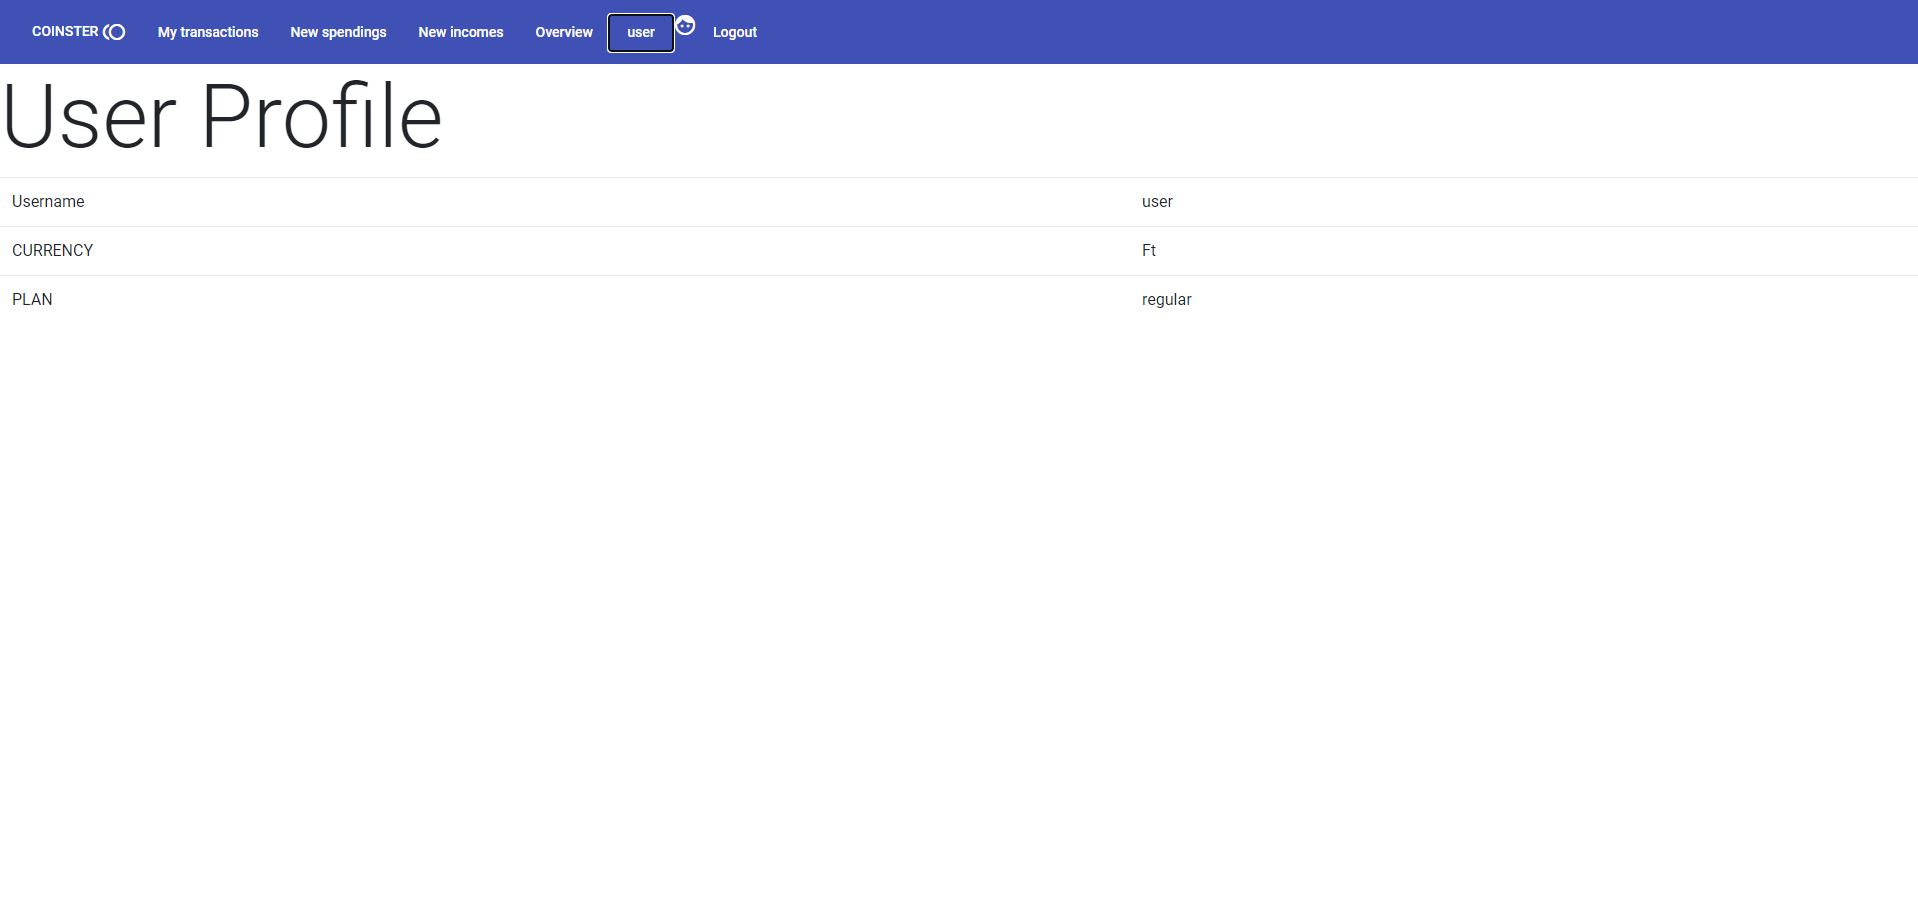 COINSTER My transactions New spendings New incomes Overview user Logout
User Profile
Username user
CURRENCY Ft
PLAN regular